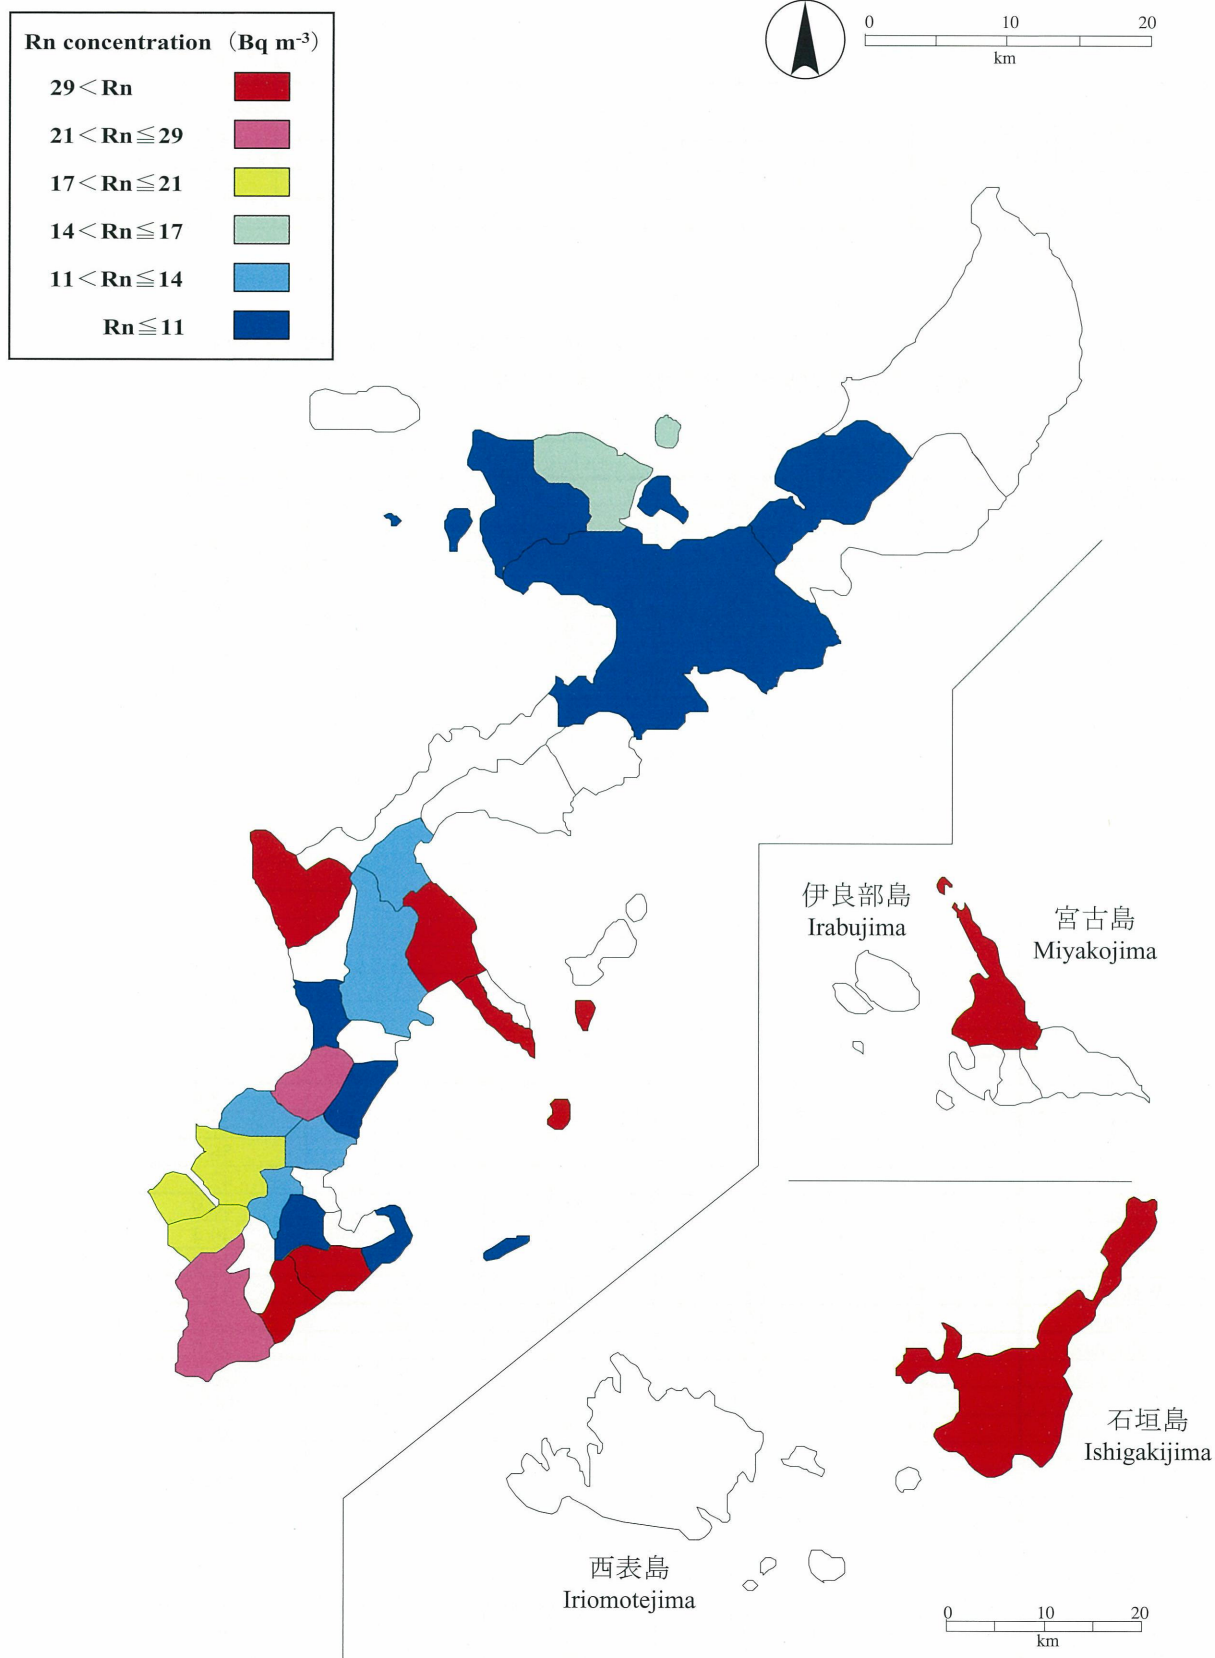 Rn concentration (Bq m-3)
29＜Rn
21＜Rn≦29
17＜Rn≦21
14＜Rn≦17
11＜Rn≦14
Rn≦11
0 10 20
km
伊良部島
Irabujima
宮古島
Miyakojima
石垣島
Ishigakijima
西表島
Iriomotejima
0 10 20
km